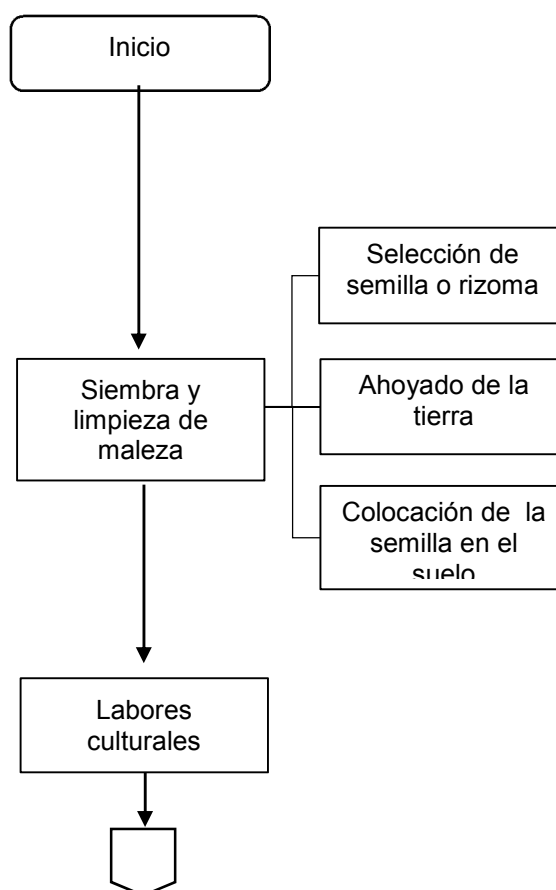 Inicio
Selección de
semilla o rizoma
Siembra y
limpieza de
maleza
Ahoyado de la
tierra
Colocación de la
semilla en el
suelo
Labores
culturales